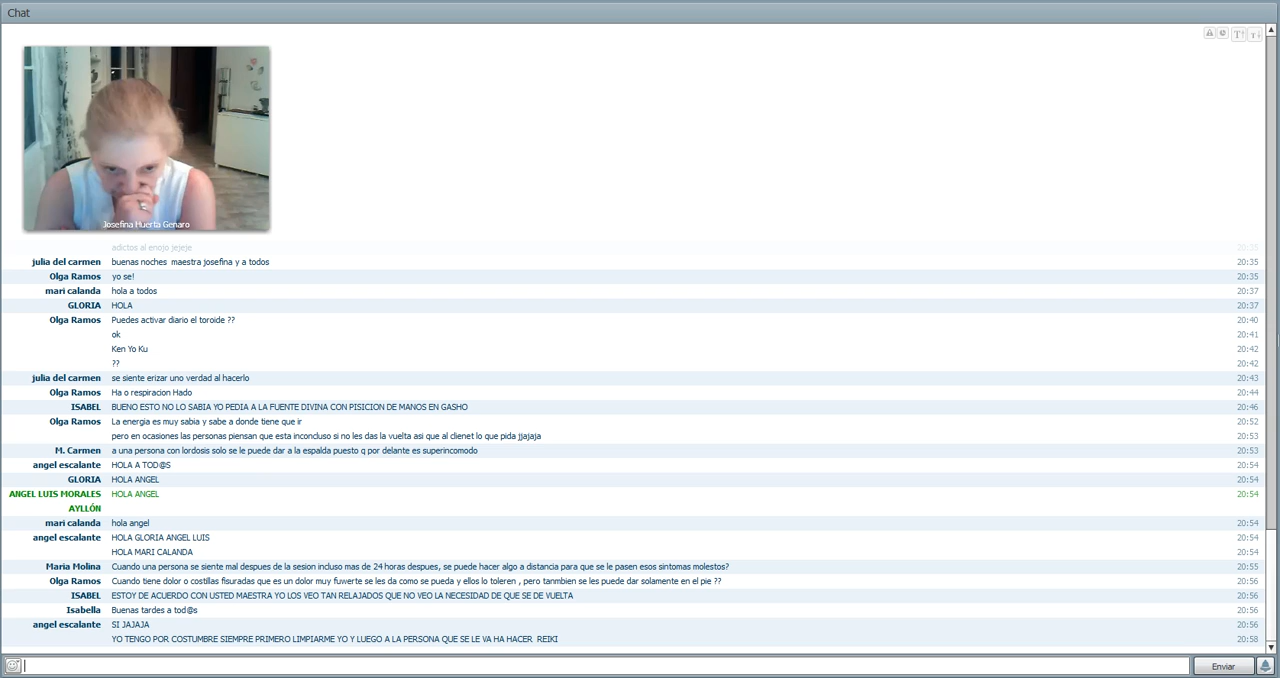 Chat
Josefina Huerta Genaro
adictos al enojo jejeje 20:35
julia del carmen buenas noches maestra josefina y a todos 20:35
Olga Ramos yo se! 20:35
mari calanda hola a todos 20:37
GLORIA HOLA 20:37
Olga Ramos Puedes activar diario el toroide ?? 20:40
ok 20:41
Ken Yo Ku 20:42
?? 20:42
julia del carmen se siente erizar uno verdad al hacerlo 20:43
Olga Ramos Ha o respiracion Hado 20:44
ISABEL BUENO ESTO NO LO SABIA YO PEDIA A LA FUENTE DIVINA CON PISICION DE MANOS EN GASHO 20:46
Olga Ramos La energia es muy sabia y sabe a donde tiene que ir 20:52
pero en ocasiones las personas piensan que esta inconcluso si no les das la vuelta asi que al clienet lo que pida jjajaja 20:53
M. Carmen a una persona con lordosis solo se le puede dar a la espalda puesto q por delante es superincomodo 20:53
angel escalante HOLA A TOD@S 20:54
GLORIA HOLA ANGEL 20:54
ANGEL LUIS MORALES HOLA ANGEL 20:54
AYLLÓN
mari calanda hola angel 20:54
angel escalante HOLA GLORIA ANGEL LUIS 20:54
HOLA MARI CALANDA 20:54
Maria Molina Cuando una persona se siente mal despues de la sesion incluso mas de 24 horas despues, se puede hacer algo a distancia para que se le pasen esos sintomas molestos? 20:55
Olga Ramos Cuando tiene dolor o costillas fisuradas que es un dolor muy fuwerte se les da como se pueda y ellos lo toleren , pero tanmbien se les puede dar solamente en el pie ?? 20:56
ISABEL ESTOY DE ACUERDO CON USTED MAESTRA YO LOS VEO TAN RELAJADOS QUE NO VEO LA NECESIDAD DE QUE SE DE VUELTA 20:56
Isabella Buenas tardes a tod@s 20:56
angel escalante SI JAJAJA 20:56
YO TENGO POR COSTUMBRE SIEMPRE PRIMERO LIMPIARME YO Y LUEGO A LA PERSONA QUE SE LE VA HA HACER REIKI 20:58
Enviar